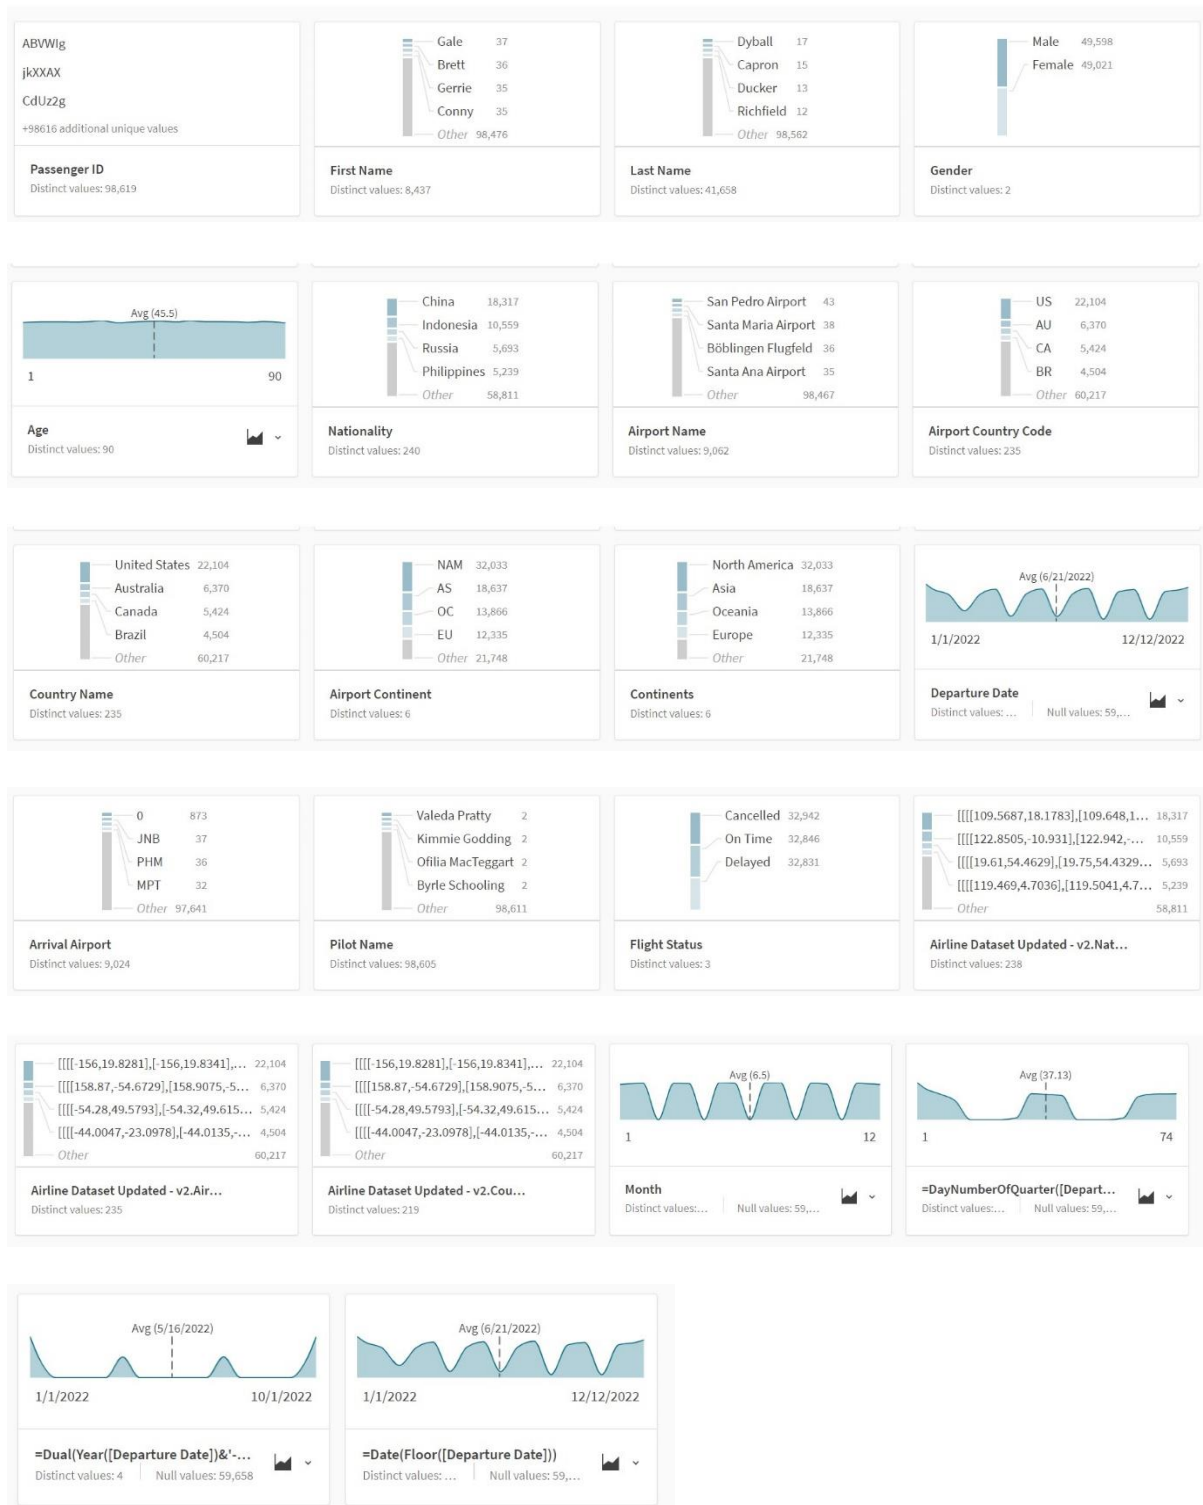 ABVWIg
jkXXAX
CdUz2g
+98616 additional unique values
Passenger ID
Distinct values: 98,619
Gale 37
Brett 36
Gerrie 35
Conny 35
Other 98,476
First Name
Distinct values: 8,437
Dyball 17
Capron 15
Ducker 13
Richfield 12
Other 98,562
Last Name
Distinct values: 41,658
Male 49,598
Female 49,021
Gender
Distinct values: 2
Avg (45.5)
1 90
Age
Distinct values: 90
China 18,317
Indonesia 10,559
Russia 5,693
Philippines 5,239
Other 58,811
Nationality
Distinct values: 240
San Pedro Airport 43
Santa Maria Airport 38
Böblingen Flugfeld 36
Santa Ana Airport 35
Other 98,467
Airport Name
Distinct values: 9,062
US 22,104
AU 6,370
CA 5,424
BR 4,504
Other 60,217
Airport Country Code
Distinct values: 235
United States 22,104
Australia 6,370
Canada 5,424
Brazil 4,504
Other 60,217
Country Name
Distinct values: 235
NAM 32,033
AS 18,637
OC 13,866
EU 12,335
Other 21,748
Airport Continent
Distinct values: 6
North America 32,033
Asia 18,637
Oceania 13,866
Europe 12,335
Other 21,748
Continents
Distinct values: 6
Avg (6/21/2022)
1/1/2022 12/12/2022
Departure Date
Distinct values: ... Null values: 59,...
0 873
JNB 37
PHM 36
MPT 32
Other 97,641
Arrival Airport
Distinct values: 9,024
Valeda Pratty 2
Kimmie Godding 2
Ofilia MacTeggart 2
Byrle Schooling 2
Other 98,611
Pilot Name
Distinct values: 98,605
Cancelled 32,942
On Time 32,846
Delayed 32,831
Flight Status
Distinct values: 3
[[[[109.5687,18.1783],[109.648,1... 18,317
[[[[122.8505,-10.931],[122.942,-... 10,559
[[[[19.61,54.4629],[19.75,54.4329... 5,693
[[[[119.469,4.7036],[119.5041,4.7... 5,239
Other 58,811
Airline Dataset Updated - v2.Nat...
Distinct values: 238
[[[[-156,19.8281],[-156,19.8341],... 22,104
[[[[158.87,-54.6729],[158.9075,-5... 6,370
[[[[-54.28,49.5793],[-54.32,49.615... 5,424
[[[[-44.0047,-23.0978],[-44.0135,-... 4,504
Other 60,217
Airline Dataset Updated - v2.Air...
Distinct values: 235
[[[[-156,19.8281],[-156,19.8341],... 22,104
[[[[158.87,-54.6729],[158.9075,-5... 6,370
[[[[-54.28,49.5793],[-54.32,49.615... 5,424
[[[[-44.0047,-23.0978],[-44.0135,-... 4,504
Other 60,217
Airline Dataset Updated - v2.Cou...
Distinct values: 219
Avg (6.5)
1 12
Month
Distinct values:... Null values: 59,...
Avg (37.13)
1 74
=DayNumberOfQuarter([Depart...
Distinct values:... Null values: 59,...
Avg (5/16/2022)
1/1/2022 10/1/2022
=Dual(Year([Departure Date])&'-...
Distinct values: 4 Null values: 59,658
Avg (6/21/2022)
1/1/2022 12/12/2022
=Date(Floor([Departure Date]))
Distinct values: ... Null values: 59,...